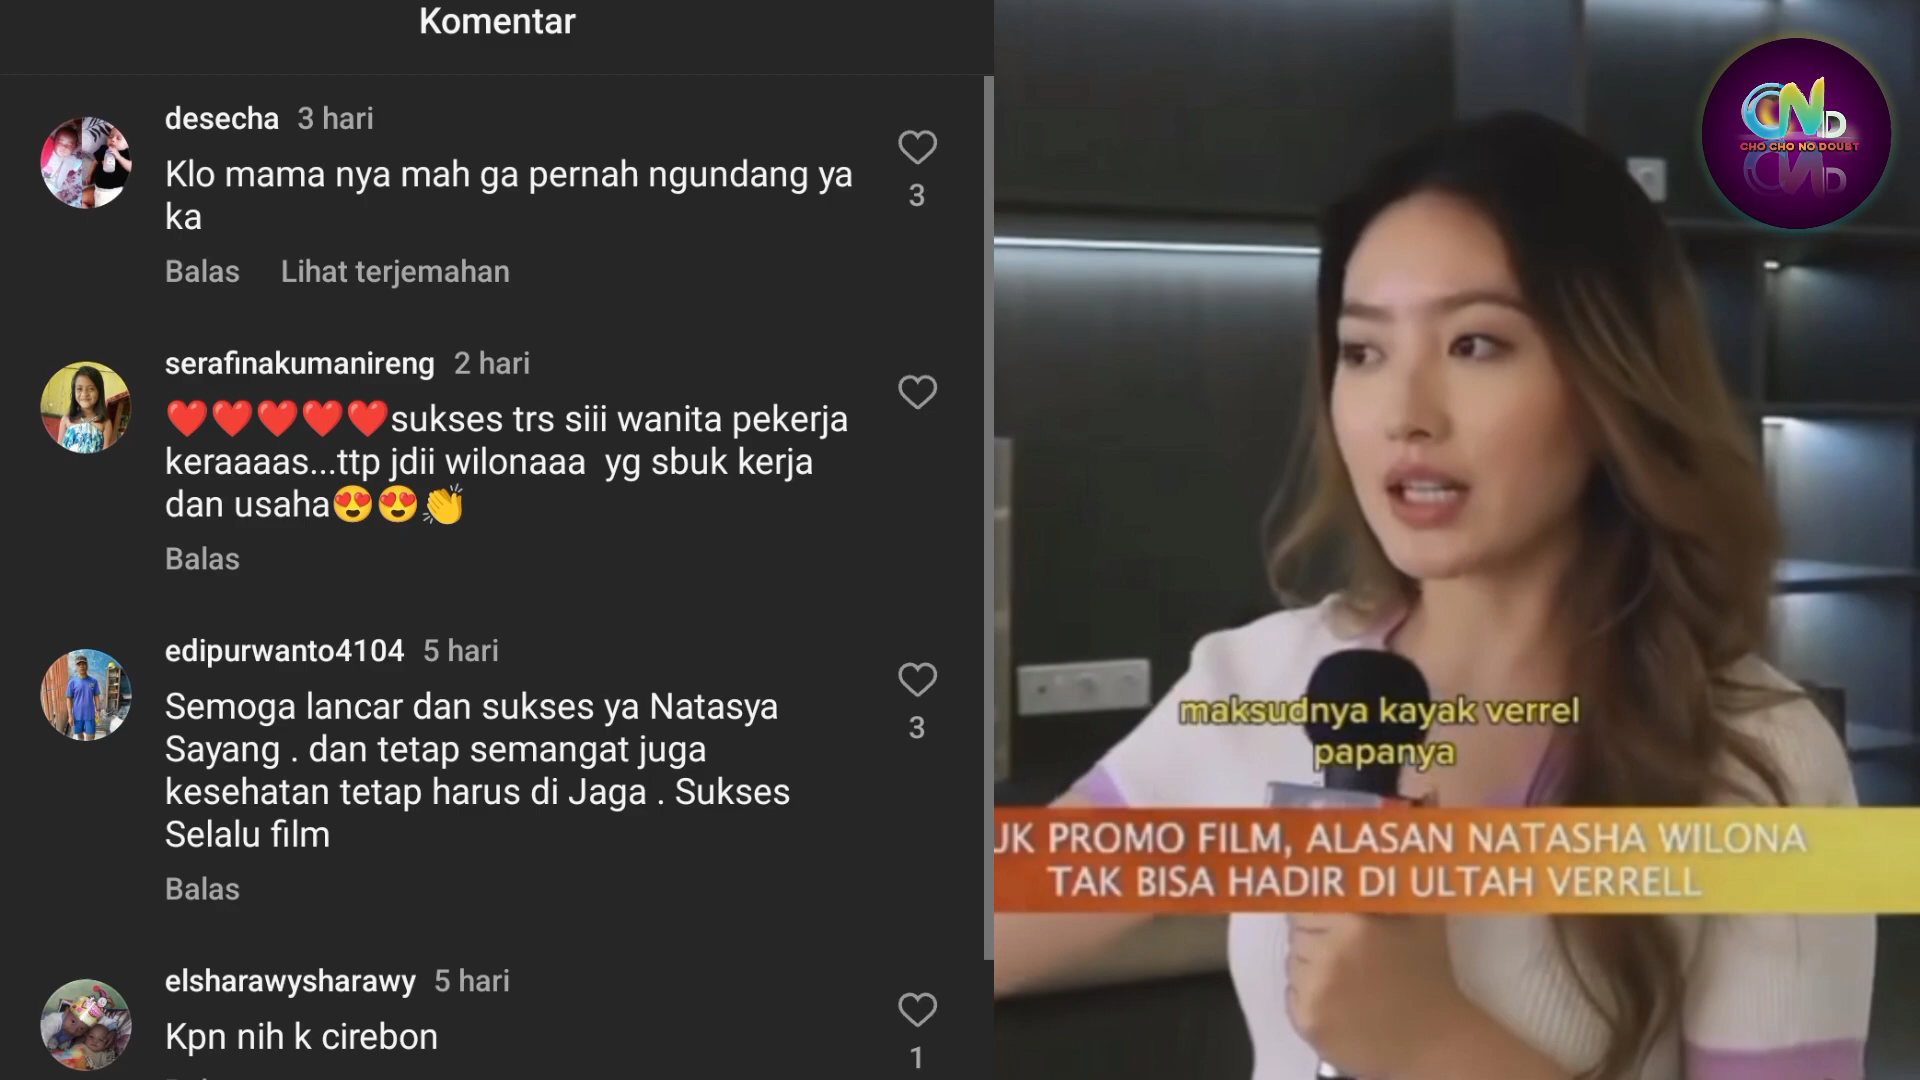 Komentar
desecha 3 hari
Klo mama nya mah ga pernah ngundang ya
ka
3
Balas Lihat terjemahan
serafinakumanireng 2 hari
❤️❤️❤️❤️❤️sukses trs siii wanita pekerja
keraaaas...ttp jdii wilonaaa yg sbuk kerja
dan usaha😍😍👏
Balas
edipurwanto4104 5 hari
Semoga lancar dan sukses ya Natasya
Sayang . dan tetap semangat juga
kesehatan tetap harus di Jaga . Sukses
Selalu film
3
Balas
elsharawysharawy 5 hari
Kpn nih k cirebon
1
CND
CHO CHO NO DOUBT
maksudnya kayak verrel
papanya
UK PROMO FILM, ALASAN NATASHA WILONA
TAK BISA HADIR DI ULTAH VERRELL